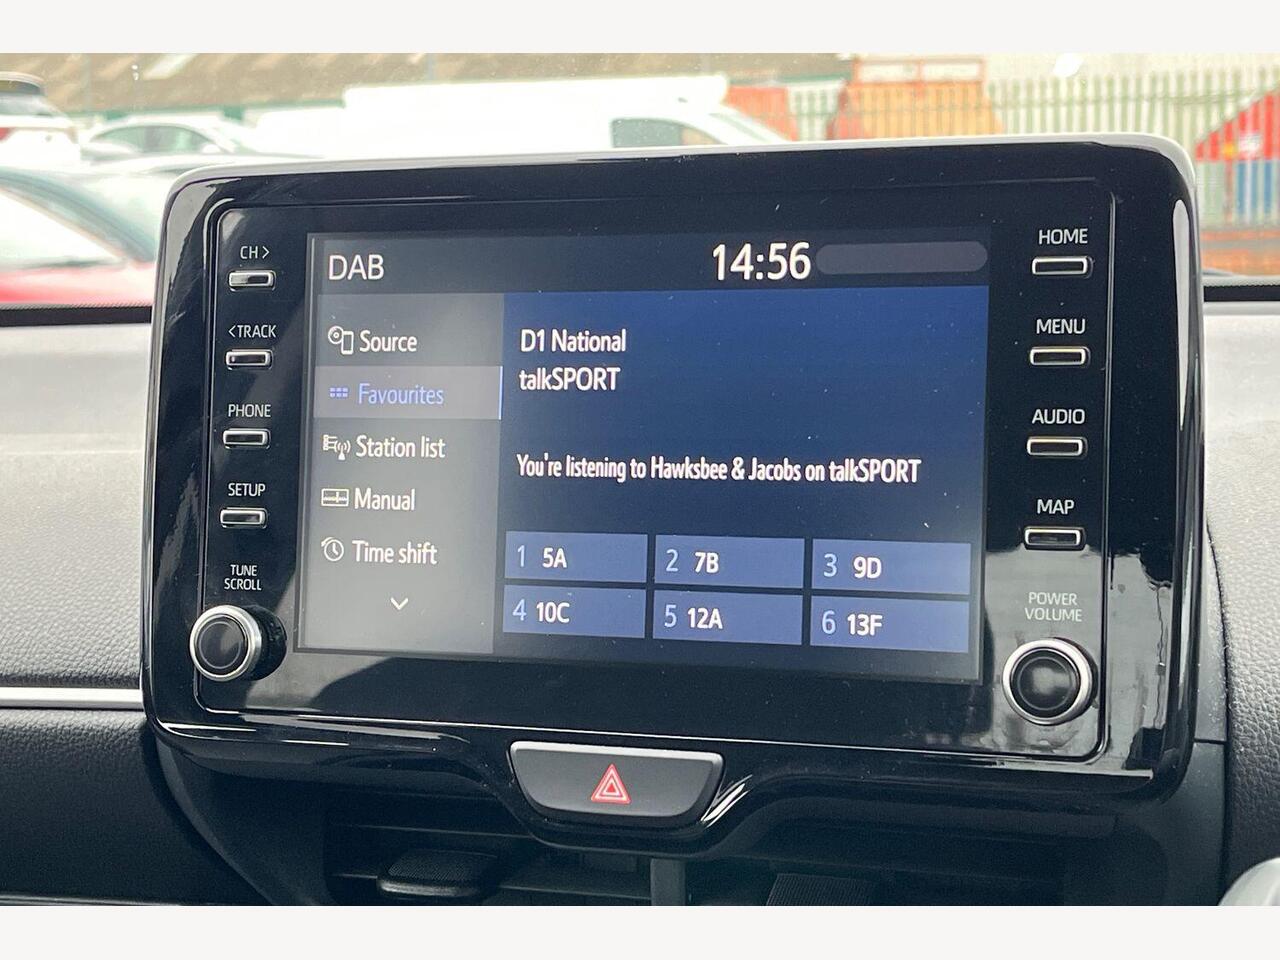 CH >
< TRACK
PHONE
SETUP
TUNE
SCROLL
DAB
14:56
Source
Favourites
Station list
Manual
Time shift
D1 National
talkSPORT
You're listening to Hawksbee & Jacobs on talkSPORT
1 5A
2 7B
3 9D
4 10C
5 12A
6 13F
HOME
MENU
AUDIO
MAP
POWER
VOLUME